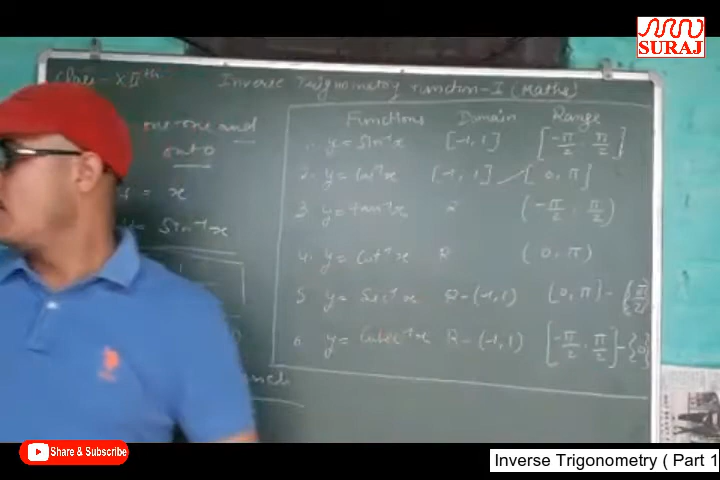 SURAJ
Class - XIIth Inverse Trigonometry Function - I (Maths)
one-one and
onto
= x
Sin⁻¹x
Functions Domain Range
1. y = Sin⁻¹x [-1, 1] [-π/2, π/2]
2. y = Cos⁻¹x [-1, 1] [0, π]
3. y = tan⁻¹x R (-π/2, π/2)
4. y = Cot⁻¹x R (0, π)
5. y = Sec⁻¹x R - (-1, 1) [0, π] - {π/2}
6. y = Cosec⁻¹x R - (-1, 1) [-π/2, π/2] - {0}
Share & Subscribe
Inverse Trigonometry ( Part 1